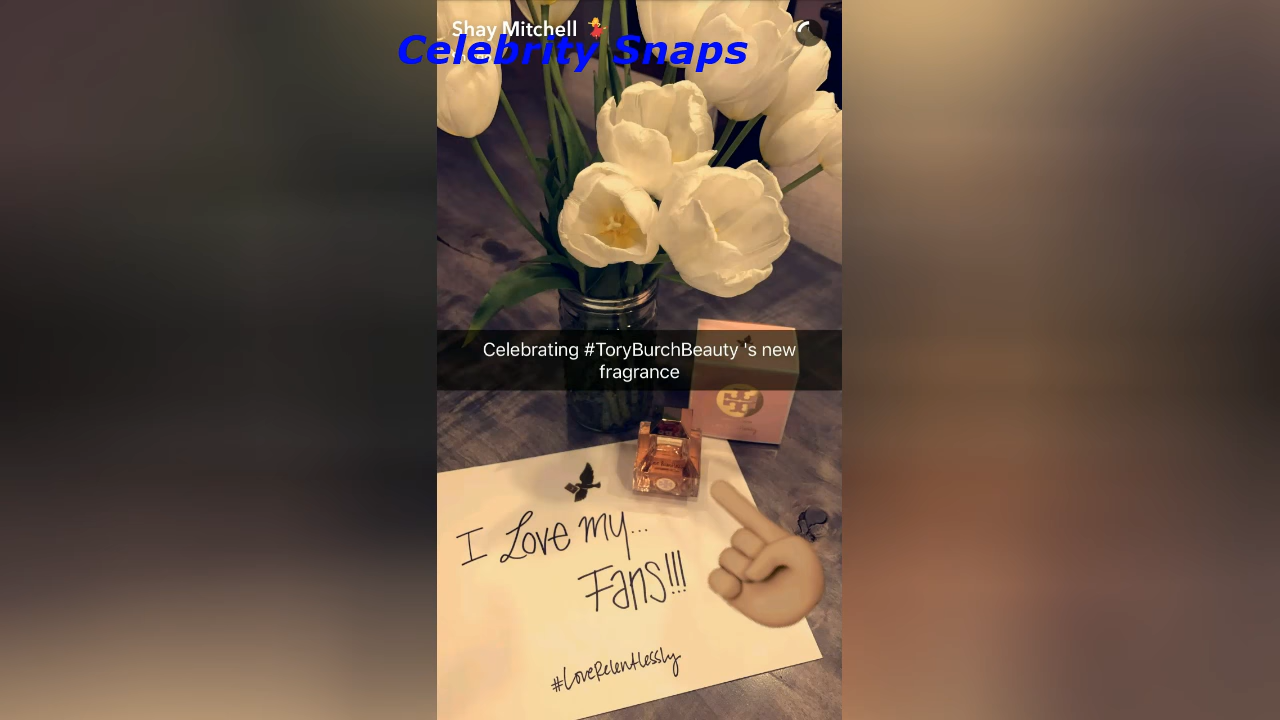 Shay Mitchell
Celebrity Snaps
Celebrating #ToryBurchBeauty 's new
fragrance
I Love my...
Fans!!!
#LoveRelentlessly